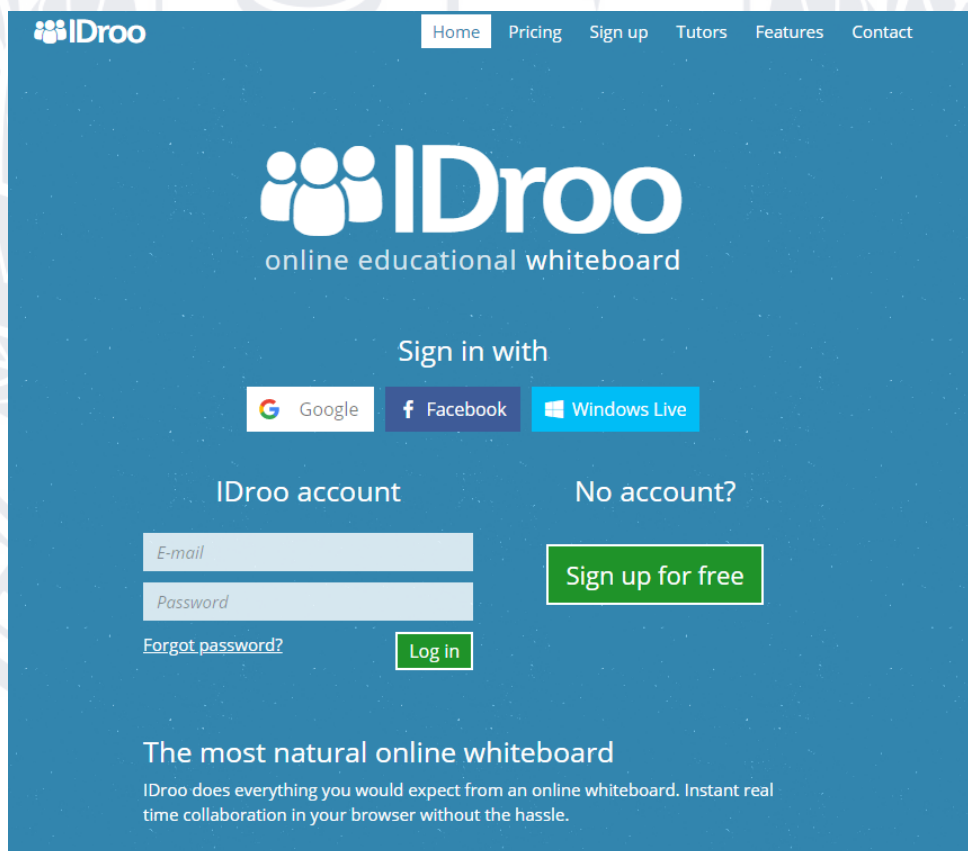 IDroo
Home Pricing Sign up Tutors Features Contact
IDroo
online educational whiteboard
Sign in with
Google Facebook Windows Live
IDroo account No account?
E-mail
Sign up for free
Password
Forgot password? Log in
The most natural online whiteboard
IDroo does everything you would expect from an online whiteboard. Instant real
time collaboration in your browser without the hassle.